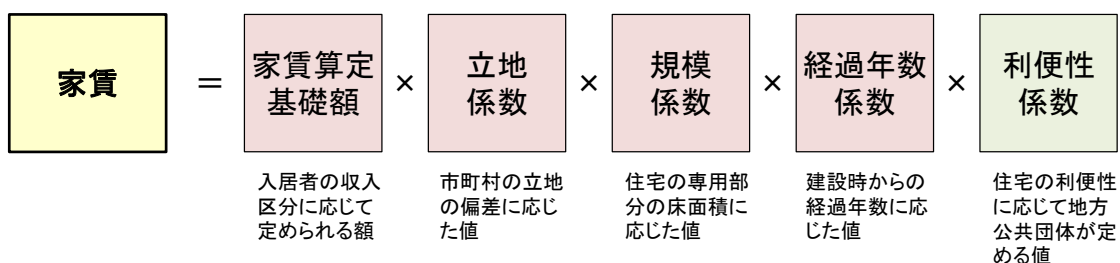 家賃
＝
家賃算定
基礎額
×
立地
係数
×
規模
係数
×
経過年数
係数
×
利便性
係数
入居者の収入
区分に応じて
定められる額
市町村の立地
の偏差に応じ
た値
住宅の専用部
分の床面積に
応じた値
建設時からの
経過年数に応
じた値
住宅の利便性
に応じて地方
公共団体が定
める値